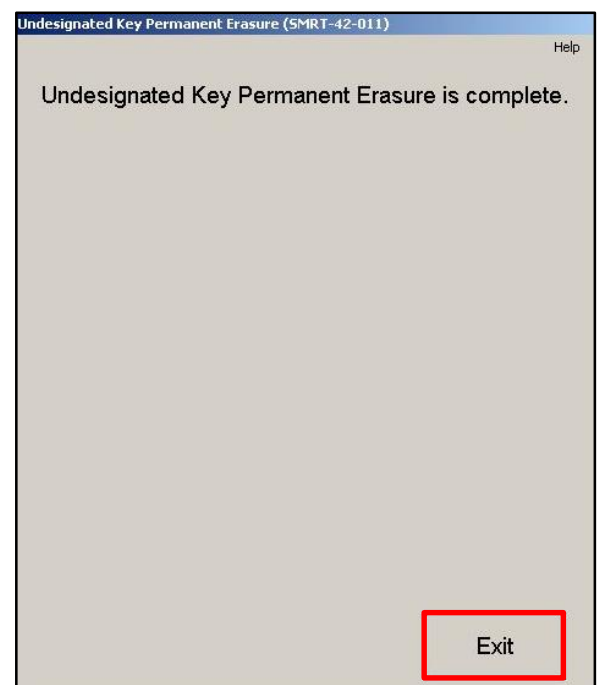 Undesignated Key Permanent Erasure (SMRT-42-011)
Help
Undesignated Key Permanent Erasure is complete.
Exit